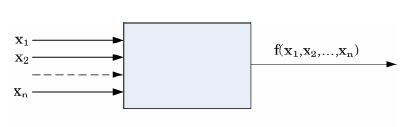 x₁
x₂
xₙ
f(x₁,x₂,...,xₙ)